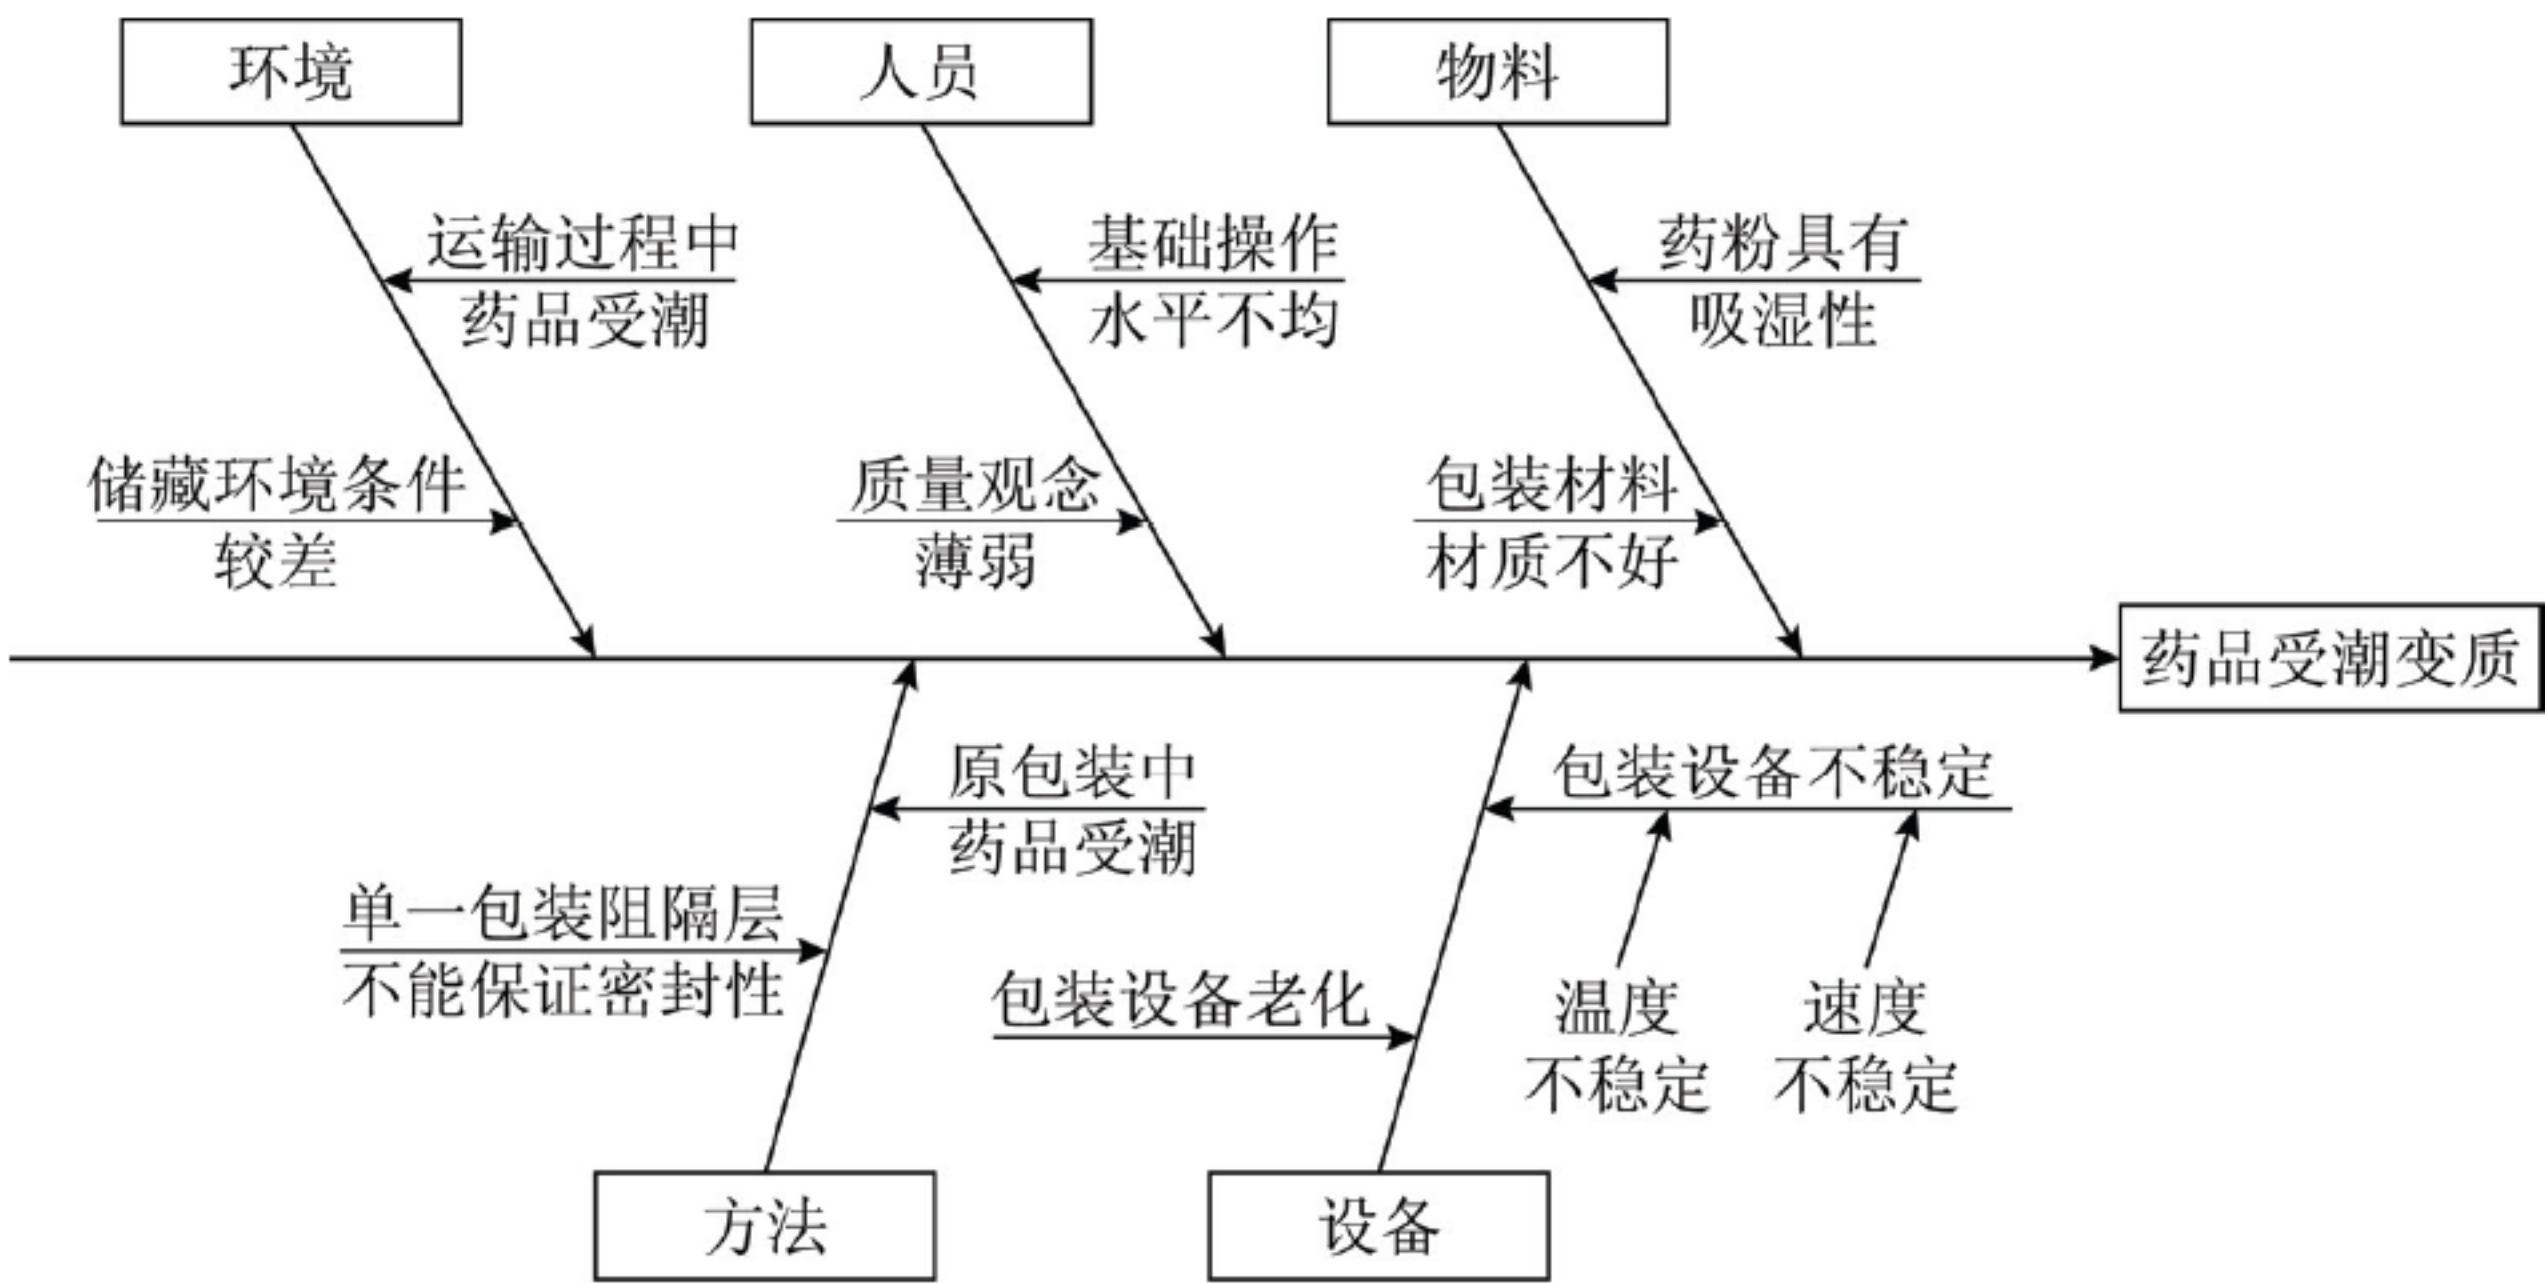 环境
人员
物料
运输过程中
药品受潮
基础操作
水平不均
药粉具有
吸湿性
储藏环境条件
较差
质量观念
薄弱
包装材料
材质不好
药品受潮变质
原包装中
药品受潮
包装设备不稳定
单一包装阻隔层
不能保证密封性
包装设备老化
温度
不稳定
速度
不稳定
方法
设备